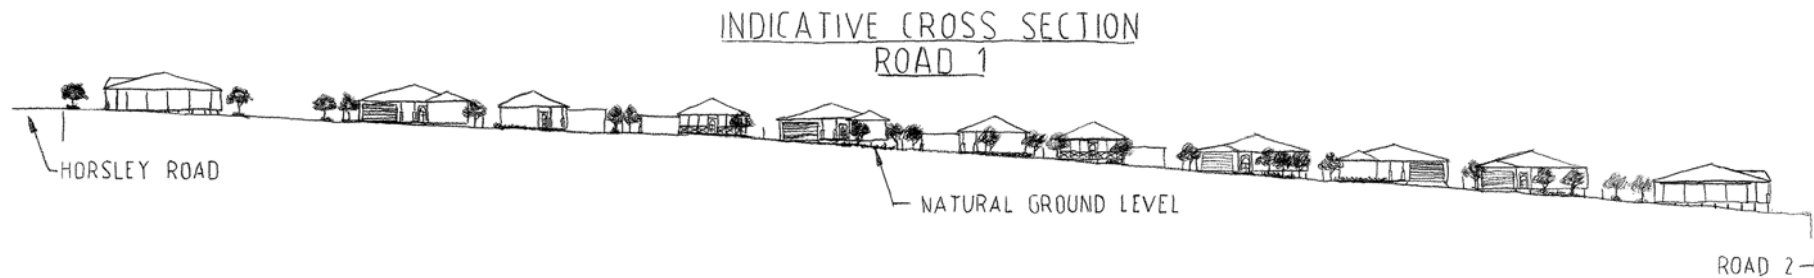 INDICATIVE CROSS SECTION
ROAD 1
HORSLEY ROAD
NATURAL GROUND LEVEL
ROAD 2